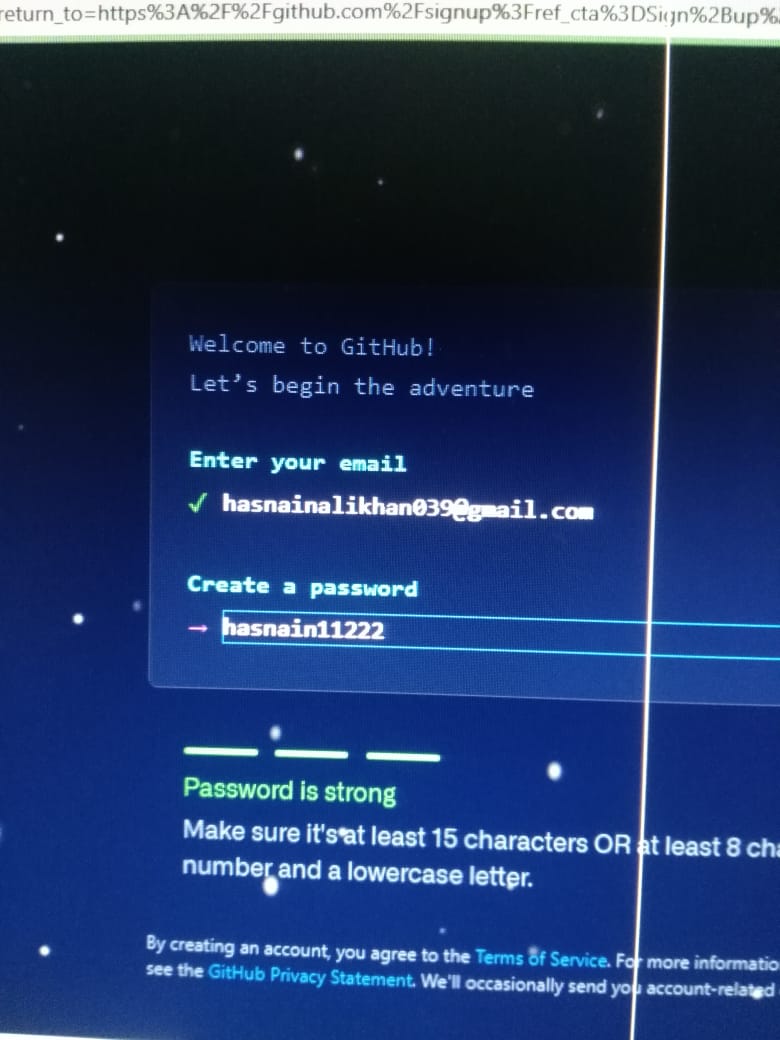 return_to=https%3A%2F%2Fgithub.com%2Fsignup%3Fref_cta%3DSign%2Bup%
Welcome to GitHub!
Let's begin the adventure
Enter your email
✓ hasnainalikhan039@gmail.com
Create a password
→ hasnain11222
Password is strong
Make sure it's at least 15 characters OR at least 8 cha
number and a lowercase letter.
By creating an account, you agree to the Terms of Service. For more informatio
see the GitHub Privacy Statement. We'll occasionally send you account-related